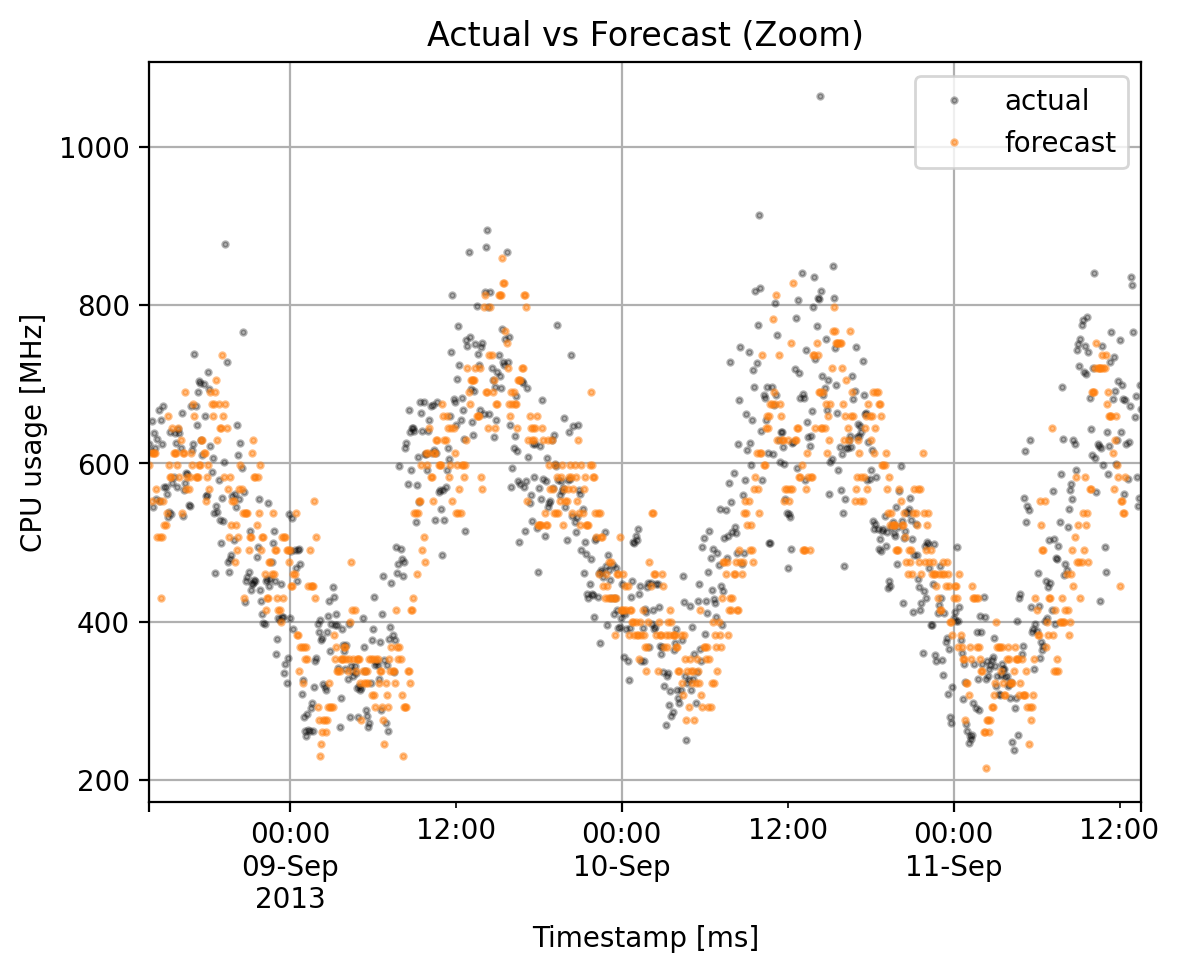 Actual vs Forecast (Zoom)
actual
forecast
CPU usage [MHz]
1000
800
600
400
200
00:00 12:00 00:00 12:00 00:00 12:00
09-Sep 10-Sep 11-Sep
2013
Timestamp [ms]